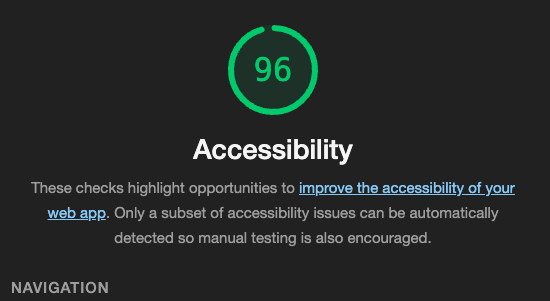 96
Accessibility
These checks highlight opportunities to improve the accessibility of your
web app. Only a subset of accessibility issues can be automatically
detected so manual testing is also encouraged.
NAVIGATION